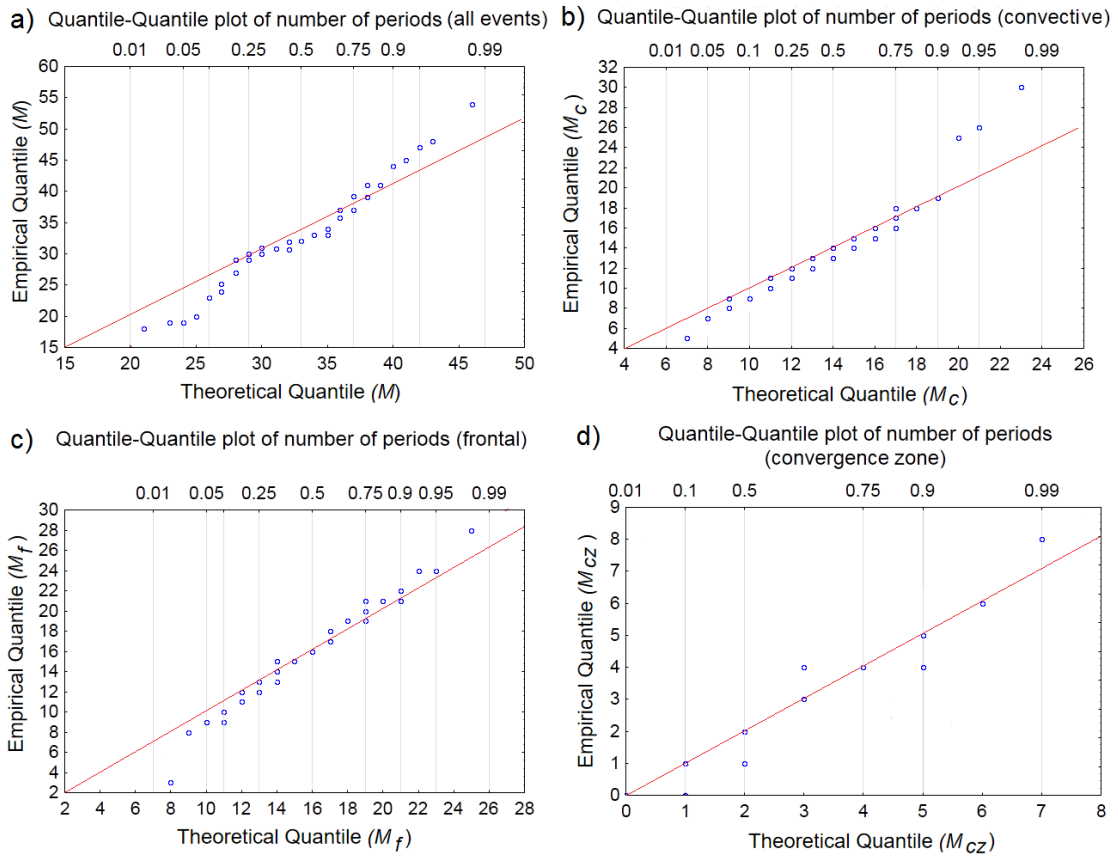 a) Quantile-Quantile plot of number of periods (all events)
0.01 0.05 0.25 0.5 0.75 0.9 0.99
60
55
50
45
40
35
30
25
20
15
Empirical Quantile (M)
15 20 25 30 35 40 45 50
Theoretical Quantile (M)
b) Quantile-Quantile plot of number of periods (convective)
0.01 0.05 0.1 0.25 0.5 0.75 0.9 0.95 0.99
32
30
28
26
24
22
20
18
16
14
12
10
8
6
4
Empirical Quantile (Mc)
4 6 8 10 12 14 16 18 20 22 24 26
Theoretical Quantile (Mc)
c) Quantile-Quantile plot of number of periods (frontal)
0.01 0.05 0.25 0.5 0.75 0.9 0.95 0.99
30
28
26
24
22
20
18
16
14
12
10
8
6
4
2
Empirical Quantile (Mf)
2 4 6 8 10 12 14 16 18 20 22 24 26 28
Theoretical Quantile (Mf)
d) Quantile-Quantile plot of number of periods
(convergence zone)
0.01 0.1 0.5 0.75 0.9 0.99
9
8
7
6
5
4
3
2
1
0
Empirical Quantile (Mcz)
0 1 2 3 4 5 6 7 8
Theoretical Quantile (Mcz)